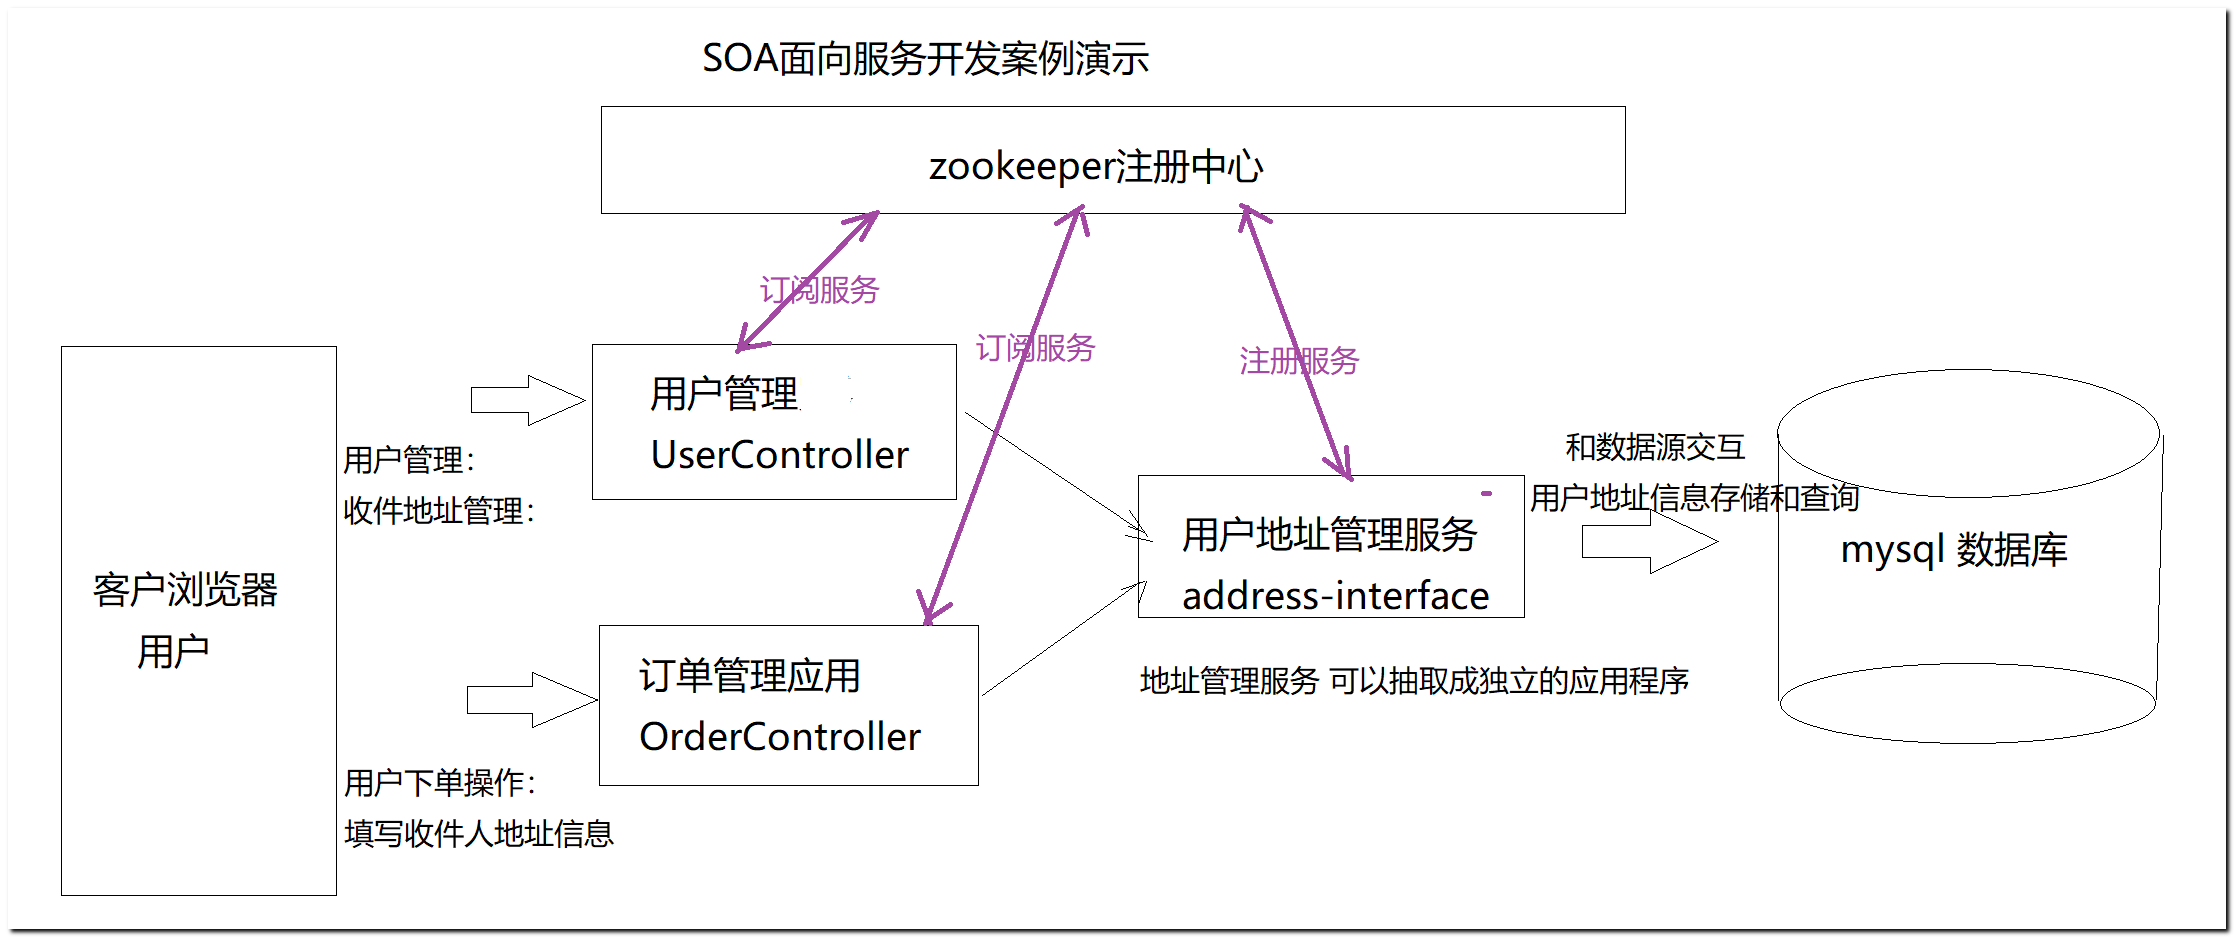 SOA面向服务开发案例演示
zookeeper注册中心
订阅服务
订阅服务
注册服务
用户管理
UserController
用户管理：
收件地址管理：
客户浏览器
用户
和数据源交互
用户地址信息存储和查询
用户地址管理服务
address-interface
mysql 数据库
订单管理应用
OrderController
地址管理服务 可以抽取成独立的应用程序
用户下单操作：
填写收件人地址信息